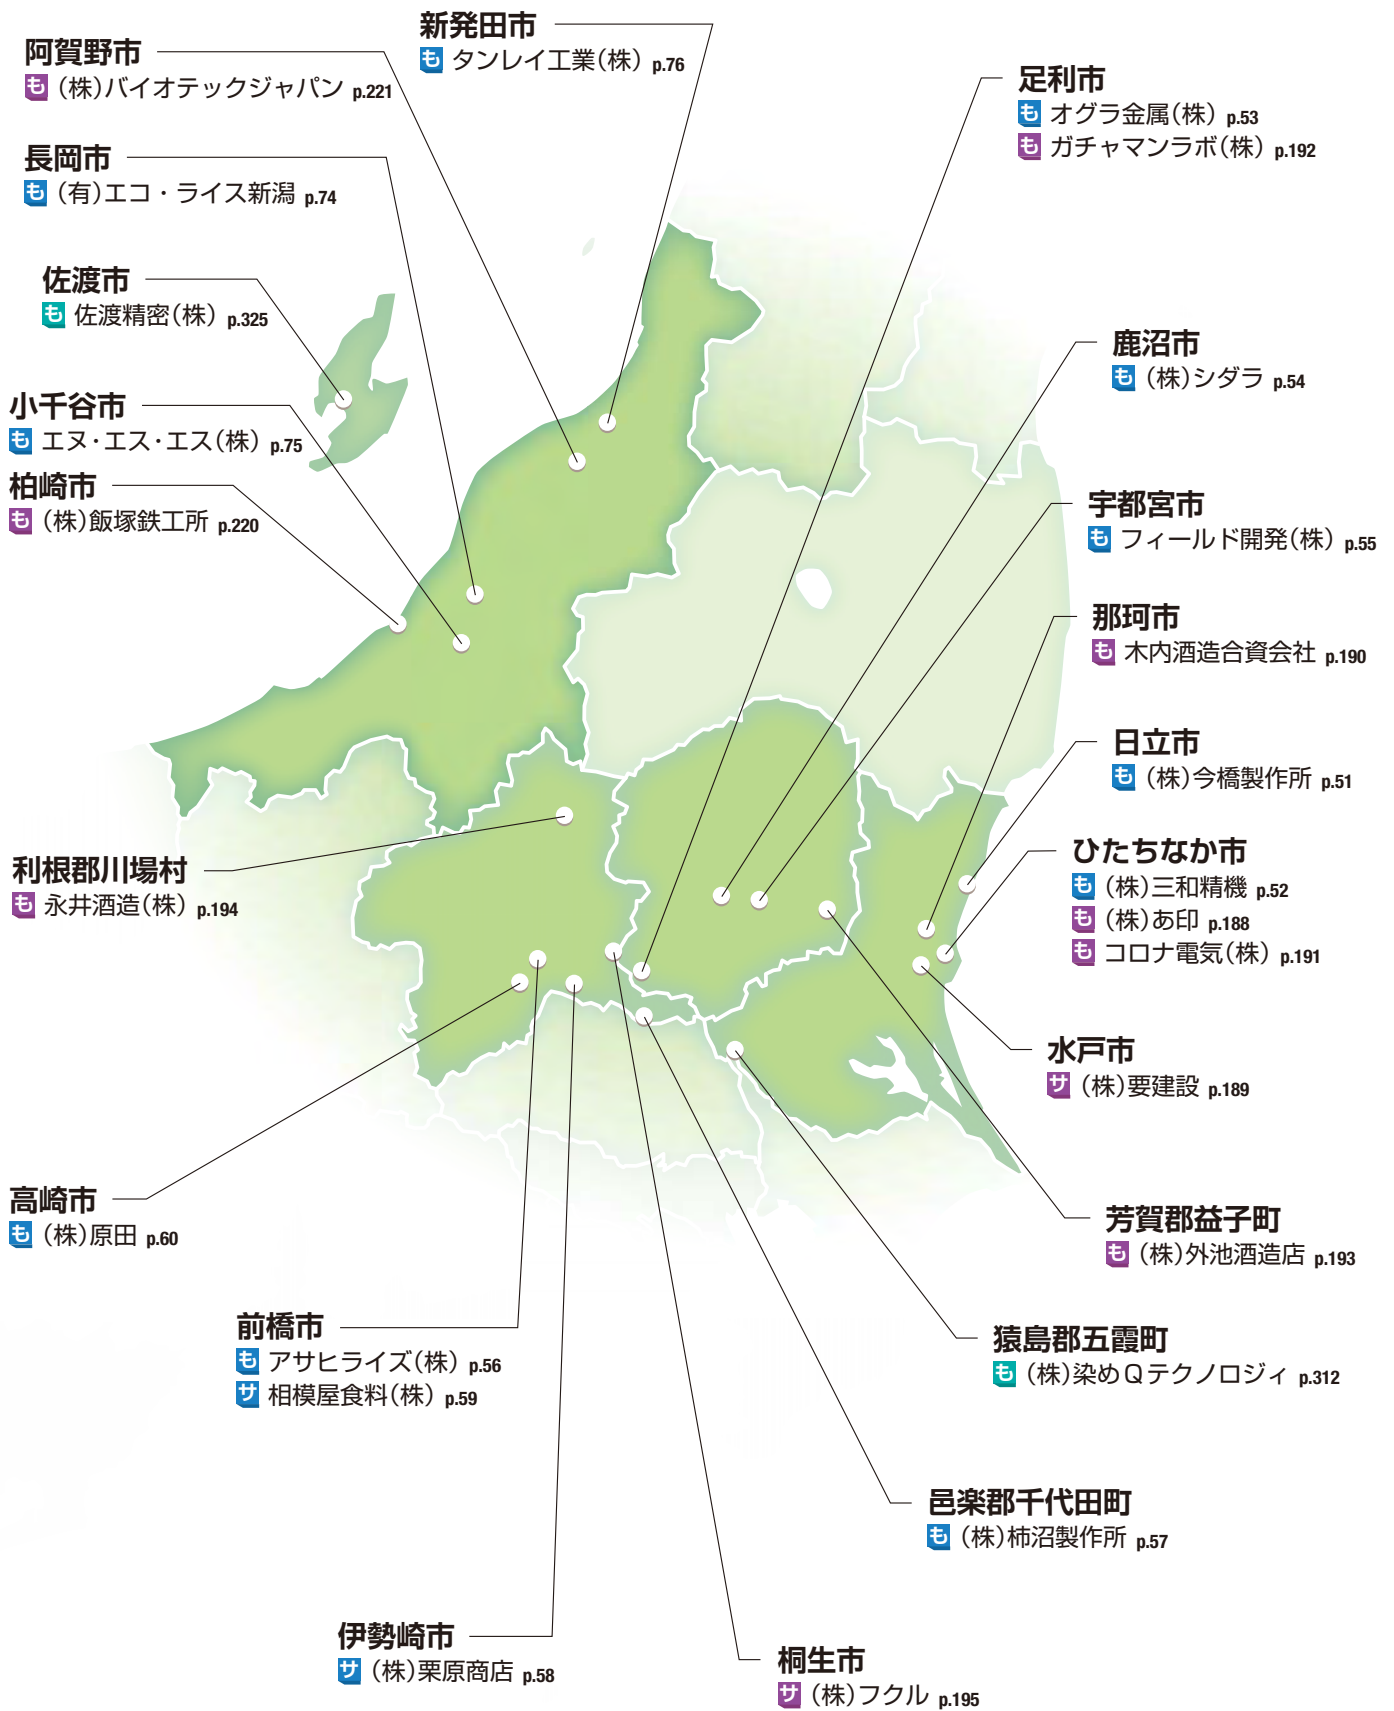 新発田市
も タンレイ工業(株) p.76
阿賀野市
も (株)バイオテックジャパン p.221
長岡市
も (有)エコ・ライス新潟 p.74
佐渡市
も 佐渡精密(株) p.325
小千谷市
も エヌ・エス・エス(株) p.75
柏崎市
も (株)飯塚鉄工所 p.220
足利市
も オグラ金属(株) p.53
も ガチャマンラボ(株) p.192
鹿沼市
も (株)シダラ p.54
宇都宮市
も フィールド開発(株) p.55
那珂市
も 木内酒造合資会社 p.190
日立市
も (株)今橋製作所 p.51
ひたちなか市
も (株)三和精機 p.52
も (株)あ印 p.188
も コロナ電気(株) p.191
水戸市
サ (株)要建設 p.189
利根郡川場村
も 永井酒造(株) p.194
高崎市
も (株)原田 p.60
前橋市
も アサヒライズ(株) p.56
サ 相模屋食料(株) p.59
芳賀郡益子町
も (株)外池酒造店 p.193
猿島郡五霞町
も (株)染めQテクノロジィ p.312
邑楽郡千代田町
も (株)柿沼製作所 p.57
伊勢崎市
サ (株)栗原商店 p.58
桐生市
サ (株)フクル p.195